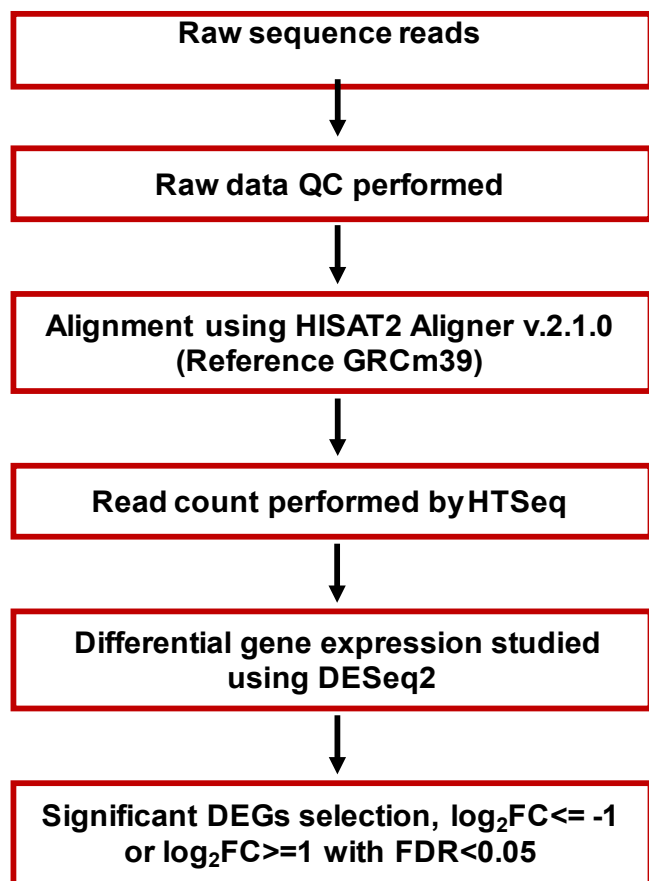 Raw sequence reads
Raw data QC performed
Alignment using HISAT2 Aligner v.2.1.0
(Reference GRCm39)
Read count performed by HTSeq
Differential gene expression studied
using DESeq2
Significant DEGs selection, log₂FC<= -1
or log₂FC>=1 with FDR<0.05